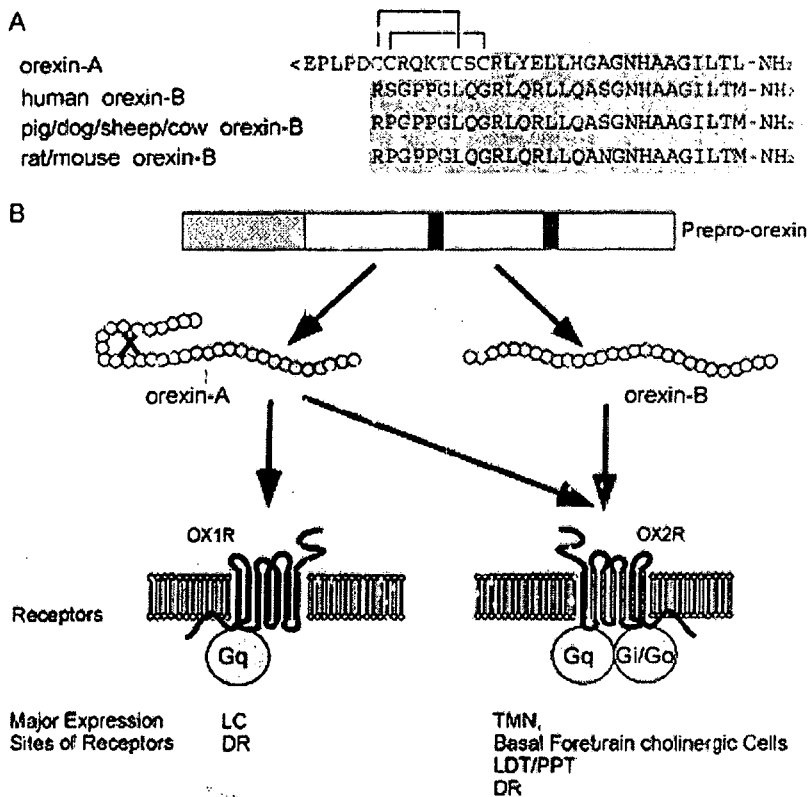 A
orexin-A <EPLPDCCRQKTCSCRLYELLHGAGNHAAGILTL-NH₂
human orexin-B RSGPPGLQGRLQRLLQASGNHAAGILTM-NH₂
pig/dog/sheep/cow orexin-B RPGPPGLQGRLQRLLQASGNHAAGILTM-NH₂
rat/mouse orexin-B RPGPPGLQGRLQRLLQANGNHAAGILTM-NH₂
B
Prepro-orexin
orexin-A orexin-B
OX1R OX2R
Receptors
Gq Gq Gi/Go
Major Expression LC TMN,
Sites of Receptors DR Basal Forebrain cholinergic Cells
LDT/PPT
DR